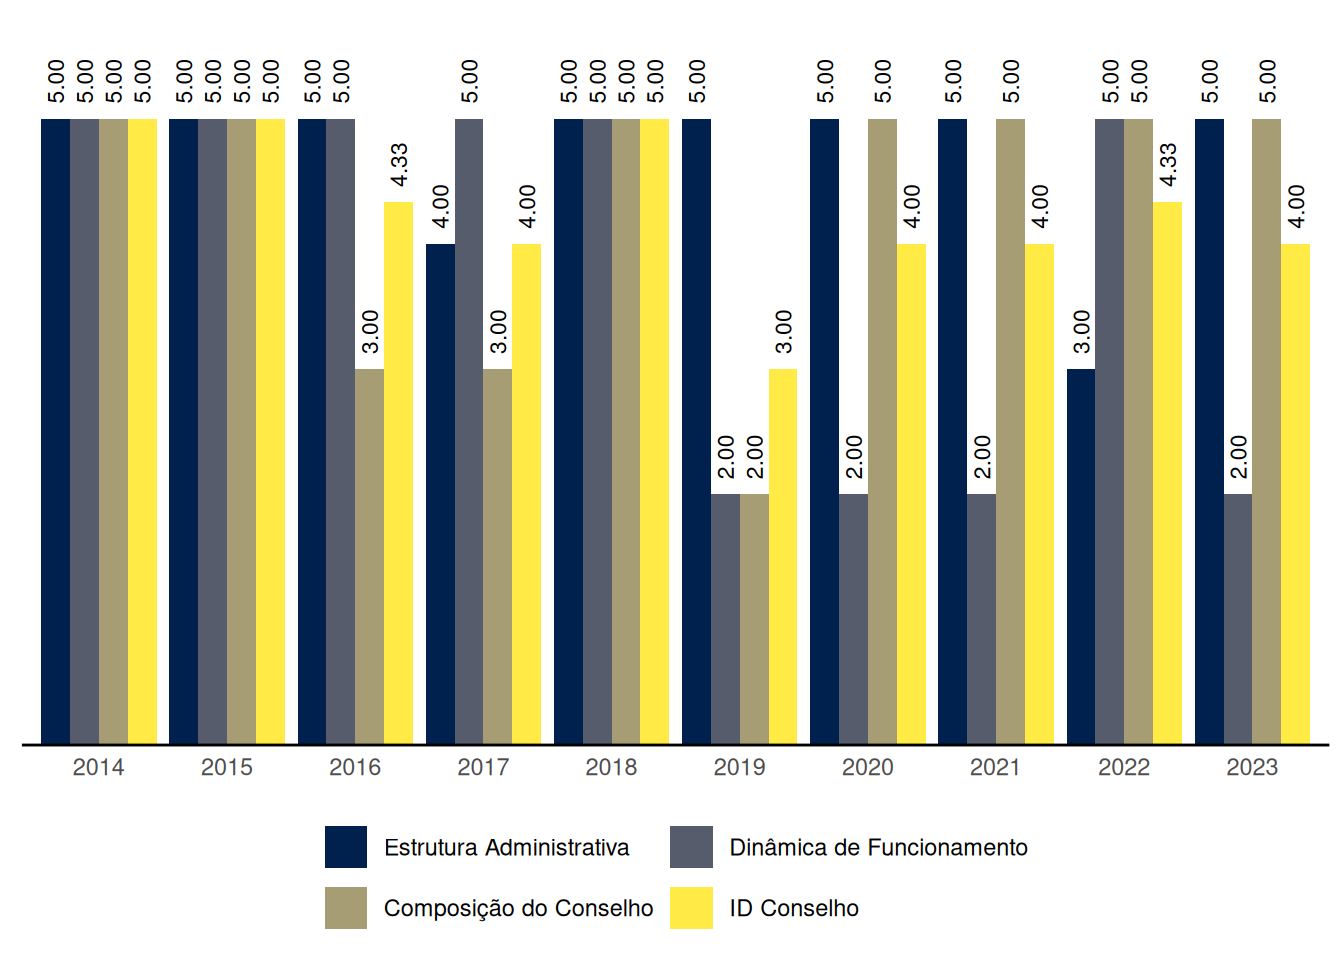 5.00 5.00 5.00 5.00 5.00 5.00 5.00 5.00 5.00 5.00 3.00 4.33 4.00 5.00 3.00 4.00 5.00 5.00 5.00 5.00 5.00 2.00 2.00 3.00 5.00 2.00 5.00 4.00 5.00 2.00 5.00 4.00 3.00 5.00 5.00 4.33 5.00 2.00 5.00 4.00
2014 2015 2016 2017 2018 2019 2020 2021 2022 2023
Estrutura Administrativa Dinâmica de Funcionamento
Composição do Conselho ID Conselho